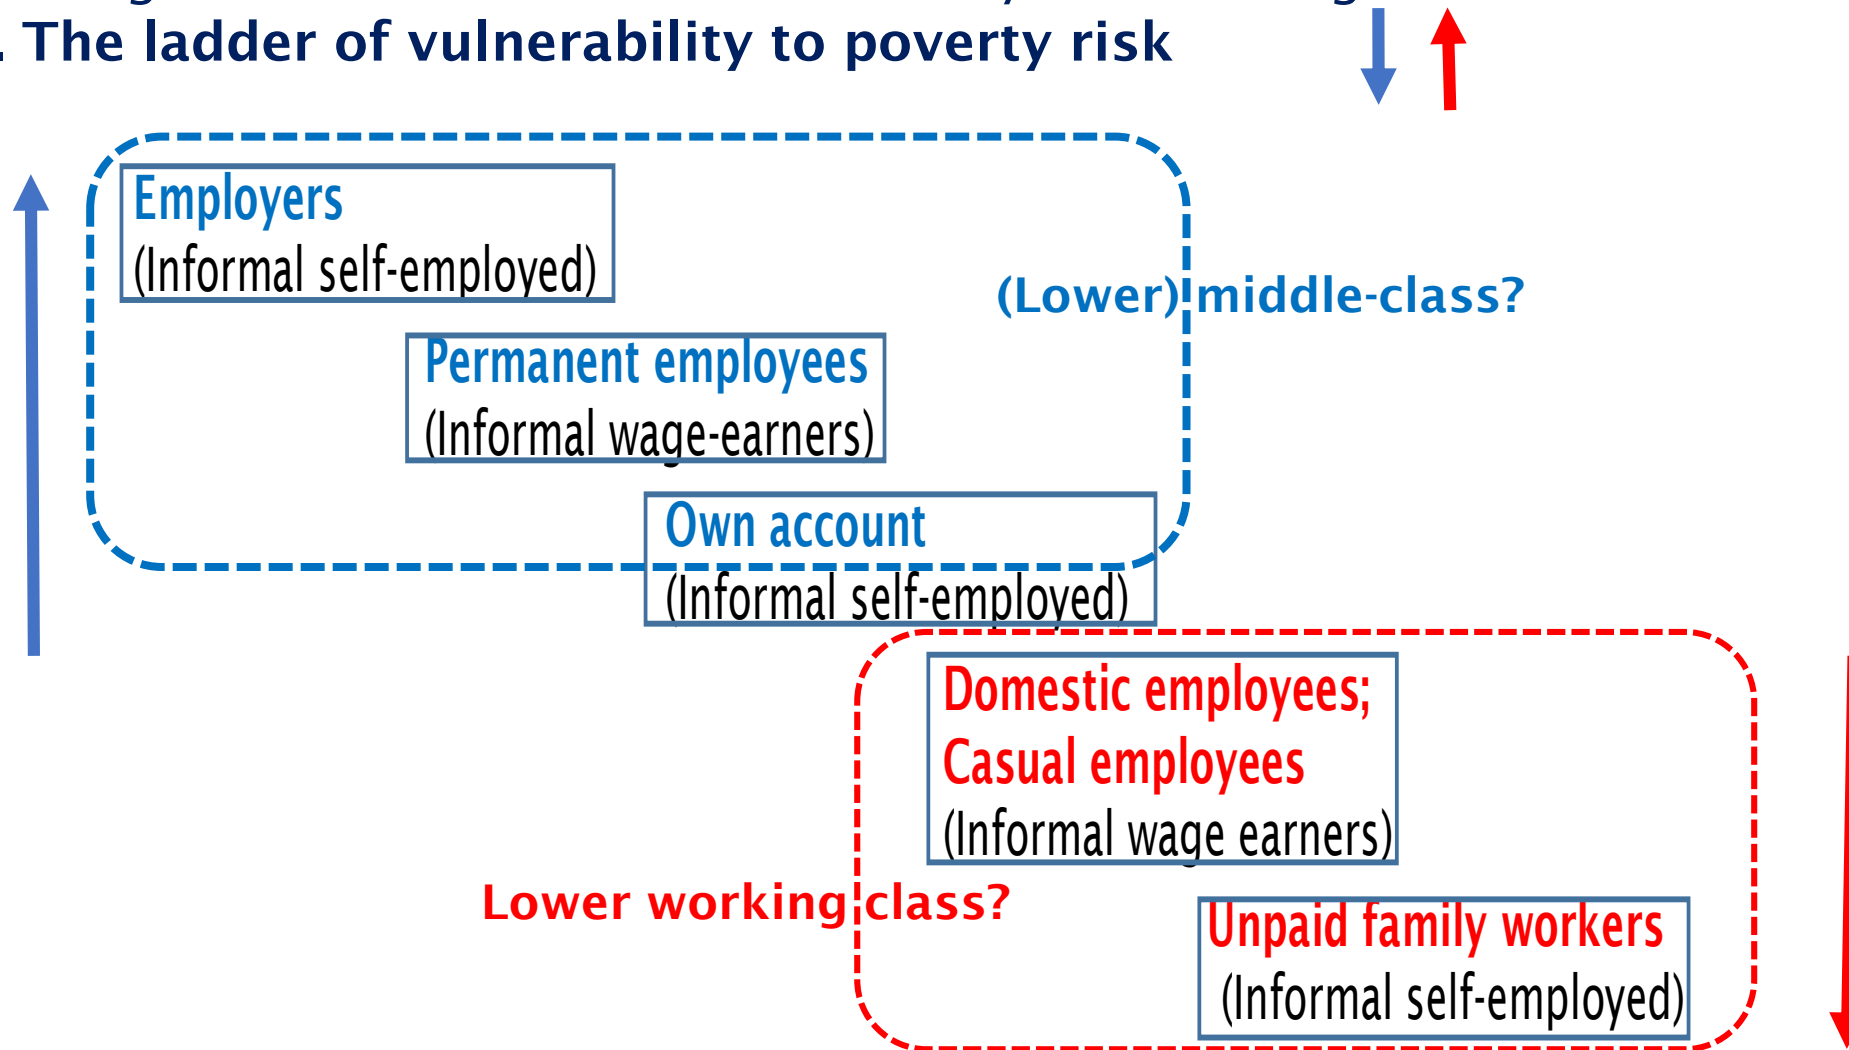 . The ladder of vulnerability to poverty risk
Employers
(Informal self-employed)
(Lower) middle-class?
Permanent employees
(Informal wage-earners)
Own account
(Informal self-employed)
Domestic employees;
Casual employees
(Informal wage earners)
Lower working class?
Unpaid family workers
(Informal self-employed)